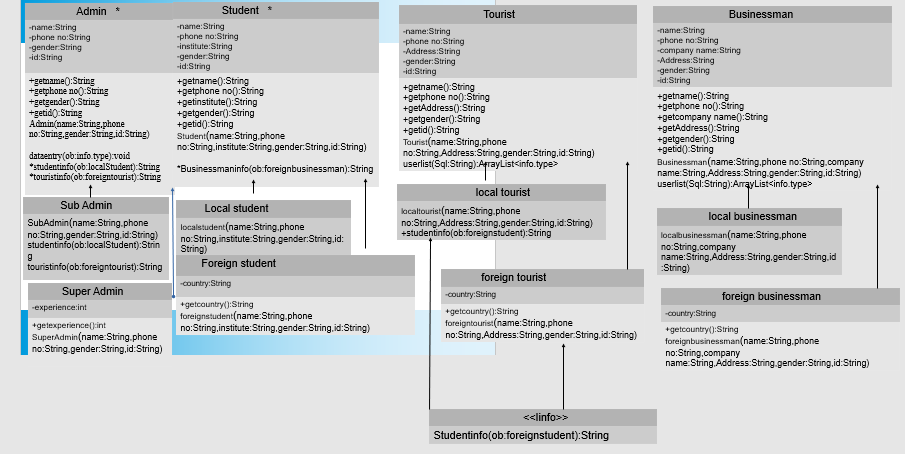 Admin *
-name:String
-phone no:String
-gender:String
-id:String
+getname():String
+getphone no():String
+getgender():String
+getid():String
Admin(name:String,phone
no:String,gender:String,id:String)
dataentry(ob:info.type):void
*studentinfo(ob:localStudent):String
*touristinfo(ob:foreigntourist):String
Sub Admin
SubAdmin(name:String,phone
no:String,gender:String,id:String)
studentinfo(ob:localStudent):Strin
g
touristinfo(ob:foreigntourist):String
Super Admin
-experience:int
+getexperience():int
SuperAdmin(name:String,phone
no:String,gender:String,id:String)
Student *
-name:String
-phone no:String
-institute:String
-gender:String
-id:String
+getname():String
+getphone no():String
+getinstitute():String
+getgender():String
+getid():String
Student(name:String,phone
no:String,institute:String,gender:String,id:String)
*Businessmaninfo(ob:foreignbusinessman):String
Local student
localstudent(name:String,phone
no:String,institute:String,gender:String,id:
String)
Foreign student
-country:String
+getcountry():String
foreignstudent(name:String,phone
no:String,institute:String,gender:String,id:String)
Tourist
-name:String
-phone no:String
-Address:String
-gender:String
-id:String
+getname():String
+getphone no():String
+getAddress():String
+getgender():String
+getid():String
Tourist(name:String,phone
no:String,Address:String,gender:String,id:String)
userlist(Sql:String):ArrayList<info.type>
local tourist
localtourist(name:String,phone
no:String,Address:String,gender:String,id:String)
+studentinfo(ob:foreignstudent):String
foreign tourist
-country:String
+getcountry():String
foreigntourist(name:String,phone
no:String,Address:String,gender:String,id:String)
<<Iinfo>>
Studentinfo(ob:foreignstudent):String
Businessman
-name:String
-phone no:String
-company name:String
-Address:String
-gender:String
-id:String
+getname():String
+getphone no():String
+getcompany name():String
+getAddress():String
+getgender():String
+getid():String
Businessman(name:String,phone no:String,company
name:String,Address:String,gender:String,id:String)
userlist(Sql:String):ArrayList<info.type>
local businessman
localbusinessman(name:String,phone
no:String,company
name:String,Address:String,gender:String,id
:String)
foreign businessman
-country:String
+getcountry():String
foreignbusinessman(name:String,phone
no:String,company
name:String,Address:String,gender:String,id:String)